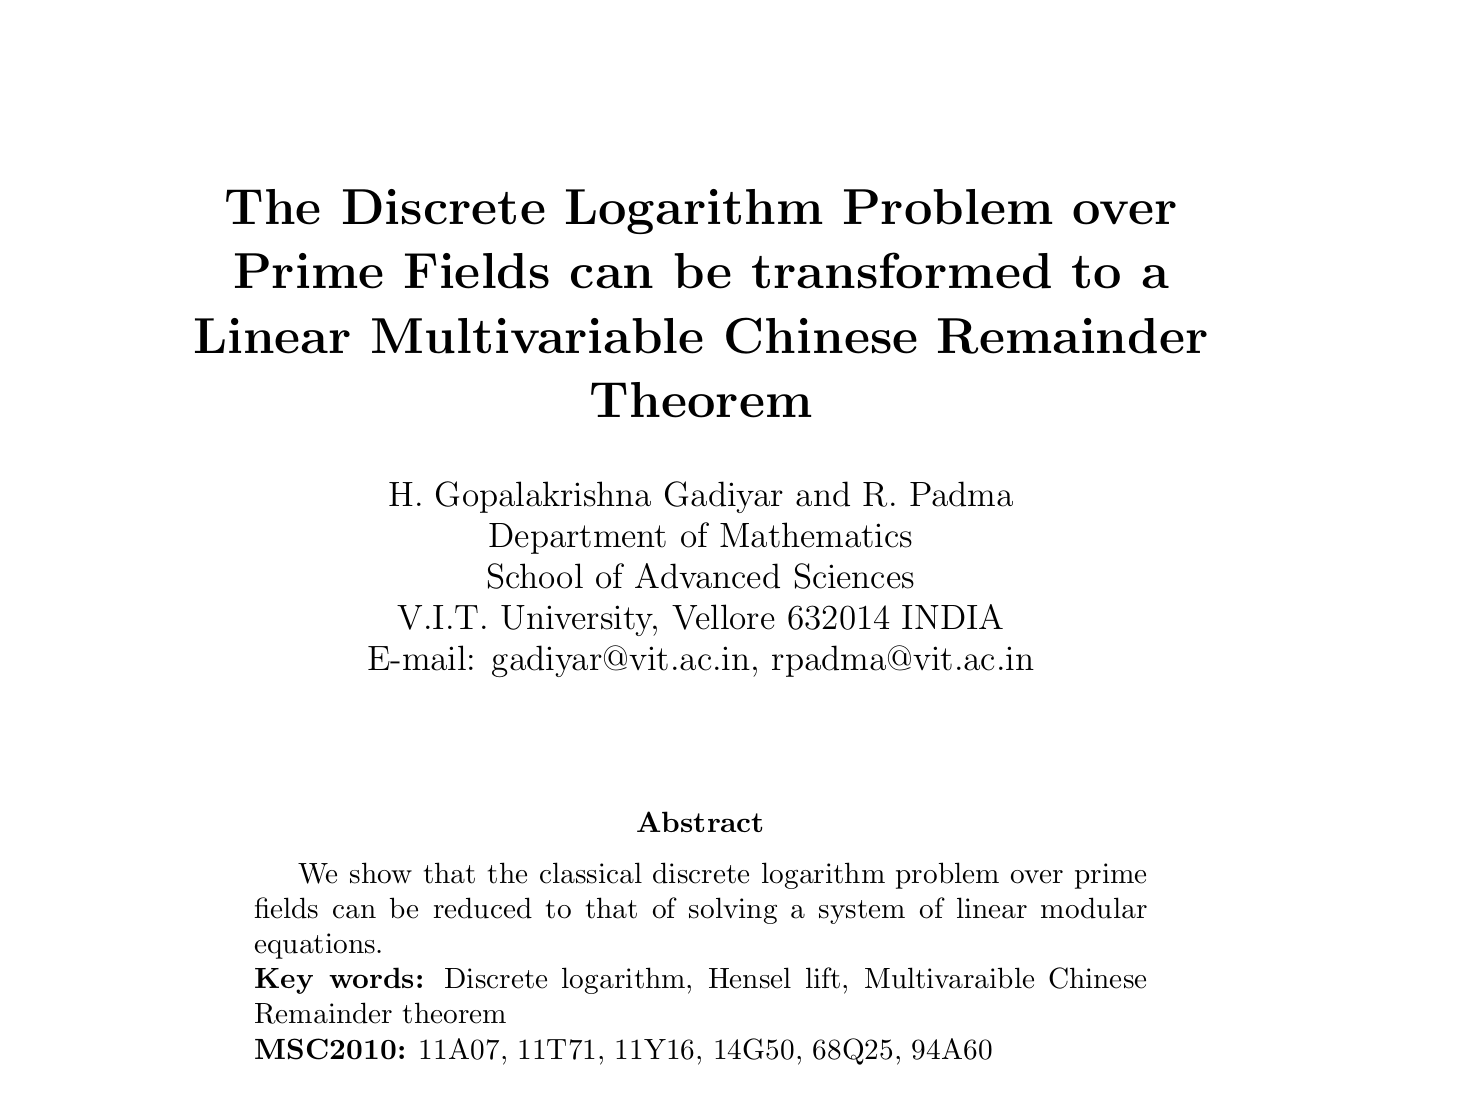 The Discrete Logarithm Problem over
Prime Fields can be transformed to a
Linear Multivariable Chinese Remainder
Theorem
H. Gopalakrishna Gadiyar and R. Padma
Department of Mathematics
School of Advanced Sciences
V.I.T. University, Vellore 632014 INDIA
E-mail: gadiyar@vit.ac.in, rpadma@vit.ac.in
Abstract
We show that the classical discrete logarithm problem over prime
fields can be reduced to that of solving a system of linear modular
equations.
Key words: Discrete logarithm, Hensel lift, Multivaraible Chinese
Remainder theorem
MSC2010: 11A07, 11T71, 11Y16, 14G50, 68Q25, 94A60